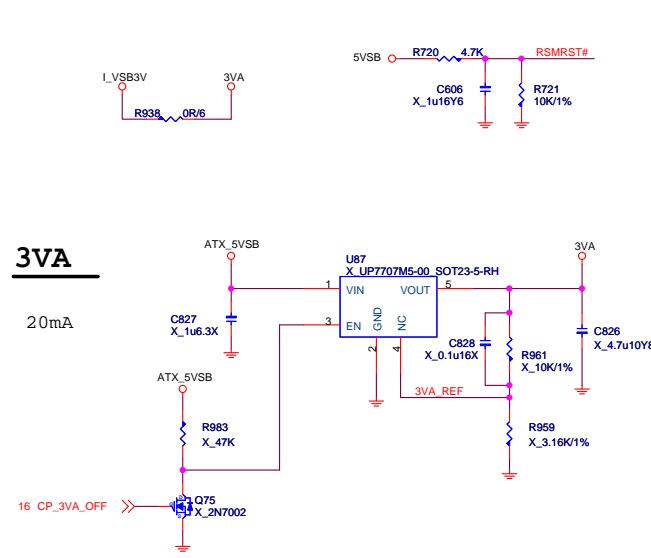 5VSB
R720
4.7K
RSMRST#
I_VSB3V
3VA
R938
0R/6
C606
X_1u16Y6
R721
10K/1%
3VA
20mA
ATX_5VSB
C827
X_1u6.3X
U87
X_UP7707M5-00_SOT23-5-RH
1
VIN
VOUT
5
3
EN
GND
NC
2
4
3VA
C828
X_0.1u16X
R961
X_10K/1%
C826
X_4.7u10Y8
3VA_REF
R959
X_3.16K/1%
ATX_5VSB
R983
X_47K
16 CP_3VA_OFF
Q75
X_2N7002